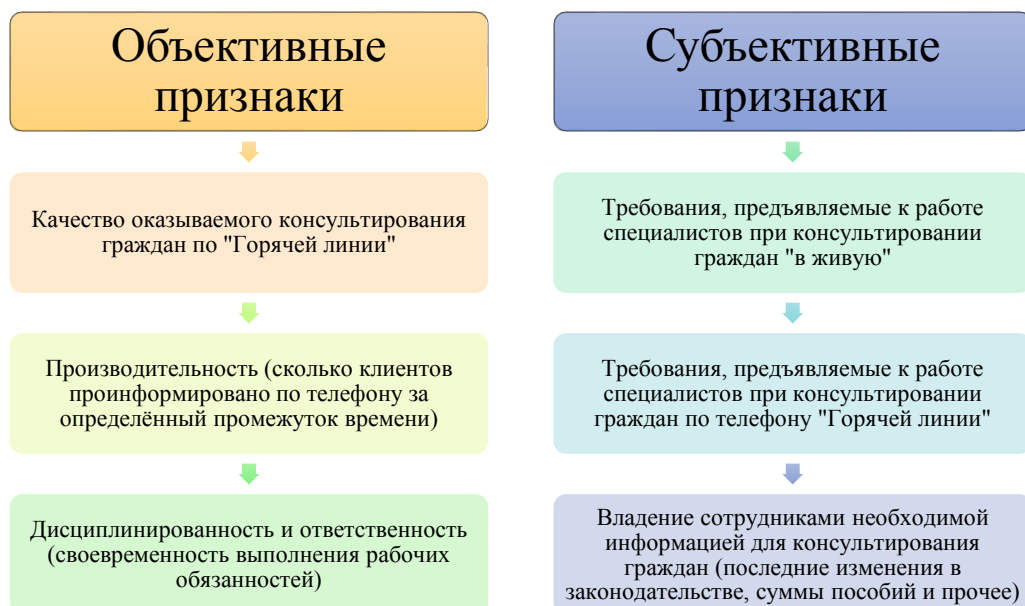 Объективные
признаки
Качество оказываемого консультирования
граждан по "Горячей линии"
Производительность (сколько клиентов
проинформировано по телефону за
определённый промежуток времени)
Дисциплинированность и ответственность
(своевременность выполнения рабочих
обязанностей)
Субъективные
признаки
Требования, предъявляемые к работе
специалистов при консультировании
граждан "в живую"
Требования, предъявляемые к работе
специалистов при консультировании
граждан по телефону "Горячей линии"
Владение сотрудниками необходимой
информацией для консультирования
граждан (последние изменения в
законодательстве, суммы пособий и прочее)